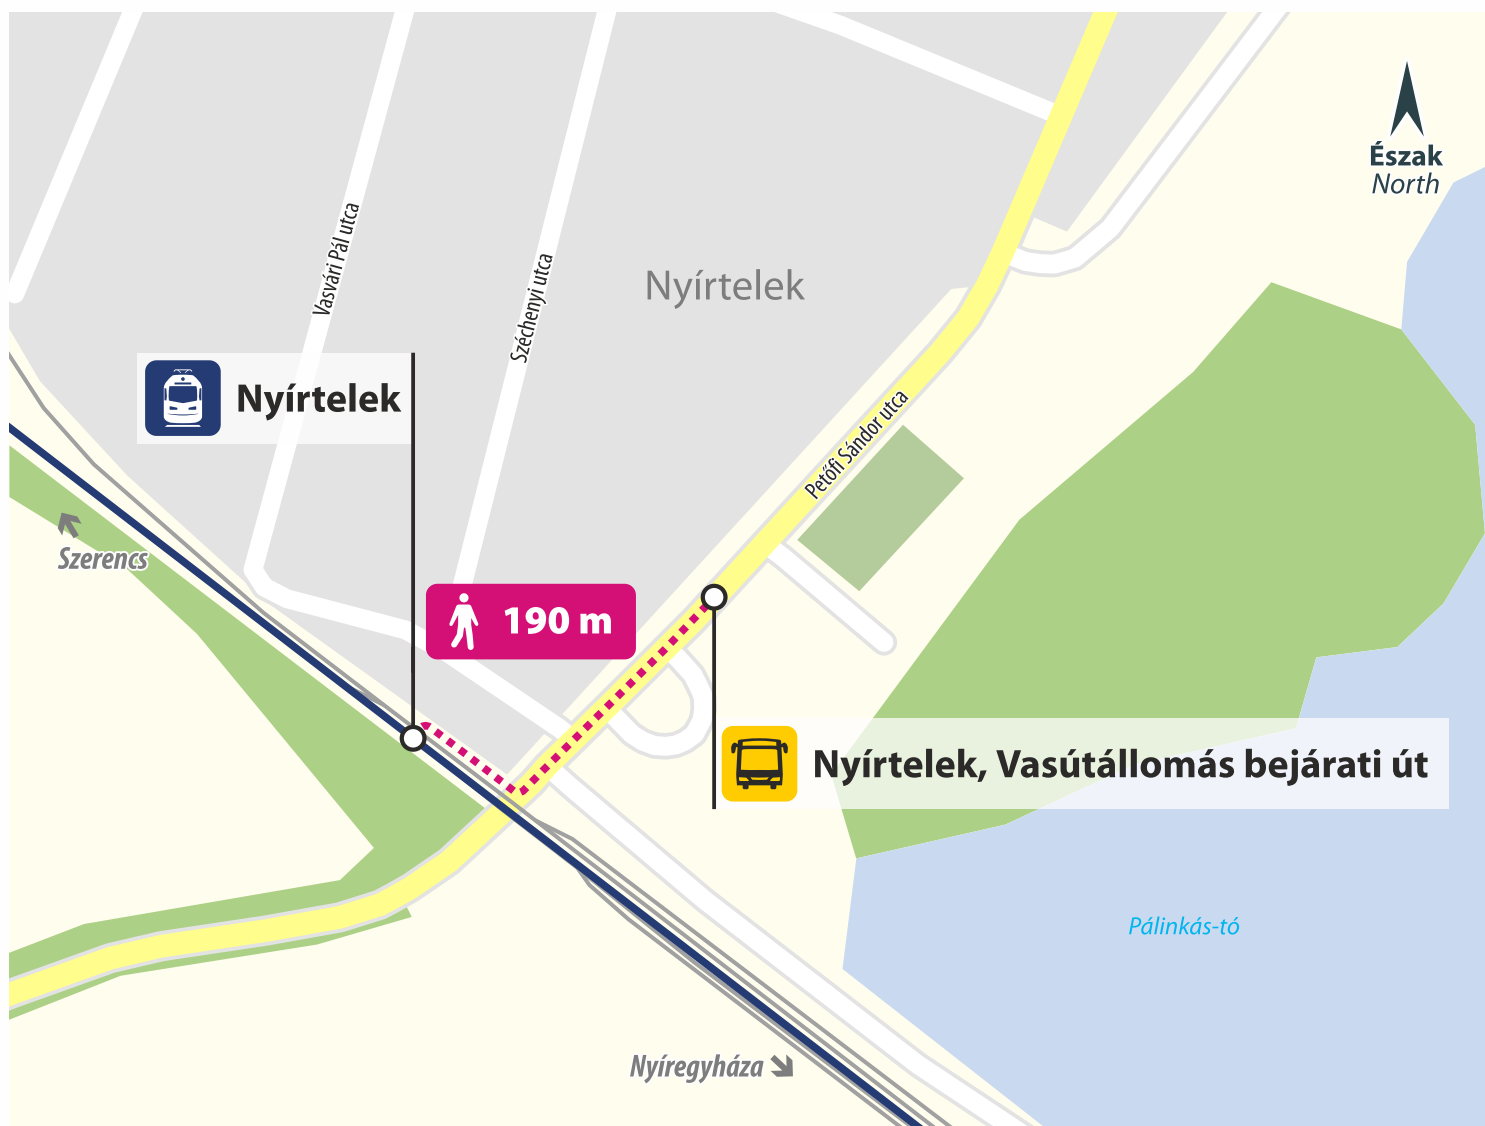 Észak
North
Vasvári Pál utca
Széchenyi utca
Nyírtelek
Nyírtelek
Petőfi Sándor utca
Szerencs
190 m
Nyírtelek, Vasútállomás bejárati út
Pálinkás-tó
Nyíregyháza